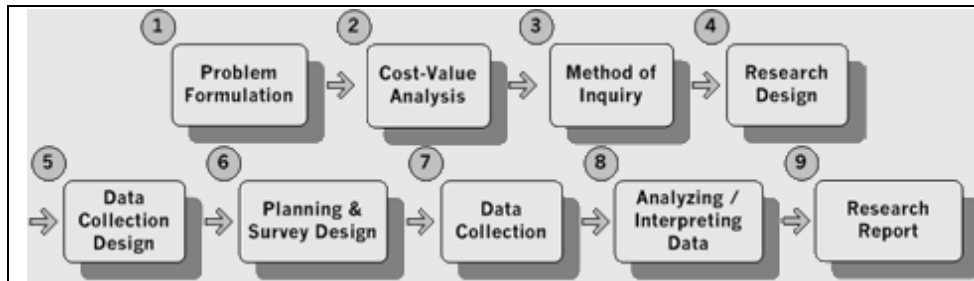 1
Problem
Formulation
2
Cost-Value
Analysis
3
Method of
Inquiry
4
Research
Design
5
Data
Collection
Design
6
Planning &
Survey Design
7
Data
Collection
8
Analyzing /
Interpreting
Data
9
Research
Report